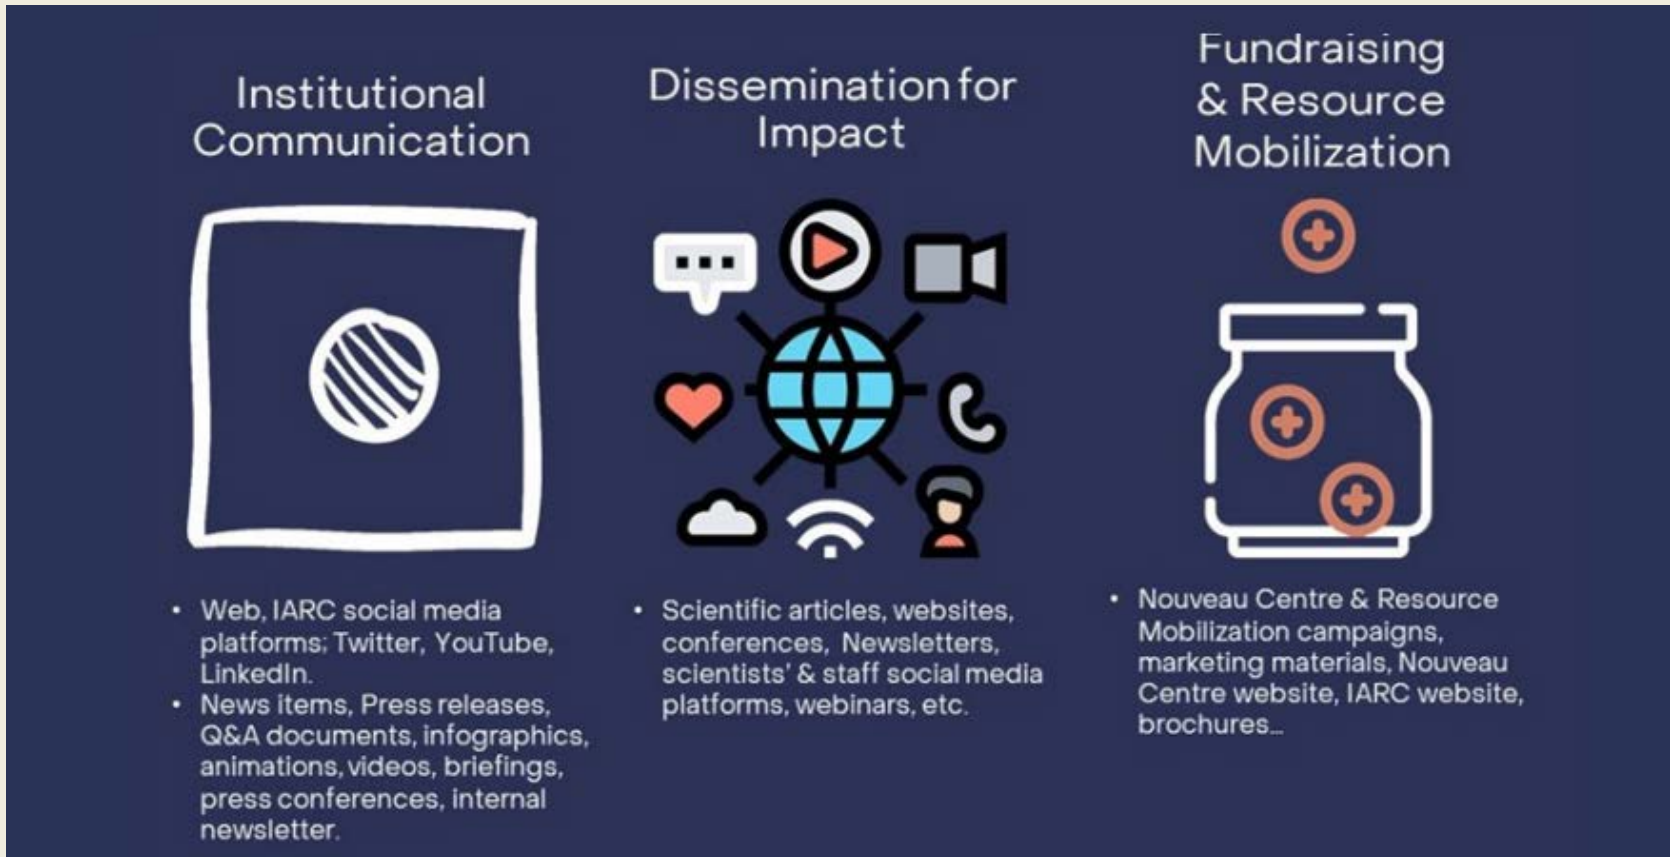 Institutional
Communication
• Web, IARC social media
platforms; Twitter, YouTube,
LinkedIn.
• News items, Press releases,
Q&A documents, infographics,
animations, videos, briefings,
press conferences, internal
newsletter.
Dissemination for
Impact
• Scientific articles, websites,
conferences, Newsletters,
scientists' & staff social media
platforms, webinars, etc.
Fundraising
& Resource
Mobilization
• Nouveau Centre & Resource
Mobilization campaigns,
marketing materials, Nouveau
Centre website, IARC website,
brochures...